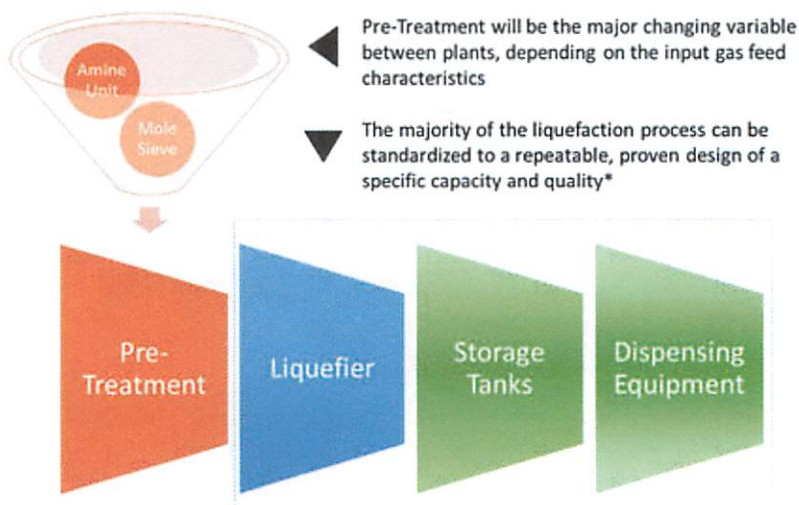 Amine
Unit
Mole
Sieve
Pre-Treatment will be the major changing variable
between plants, depending on the input gas feed
characteristics
The majority of the liquefaction process can be
standardized to a repeatable, proven design of a
specific capacity and quality*
Pre-
Treatment
Liquefier
Storage
Tanks
Dispensing
Equipment